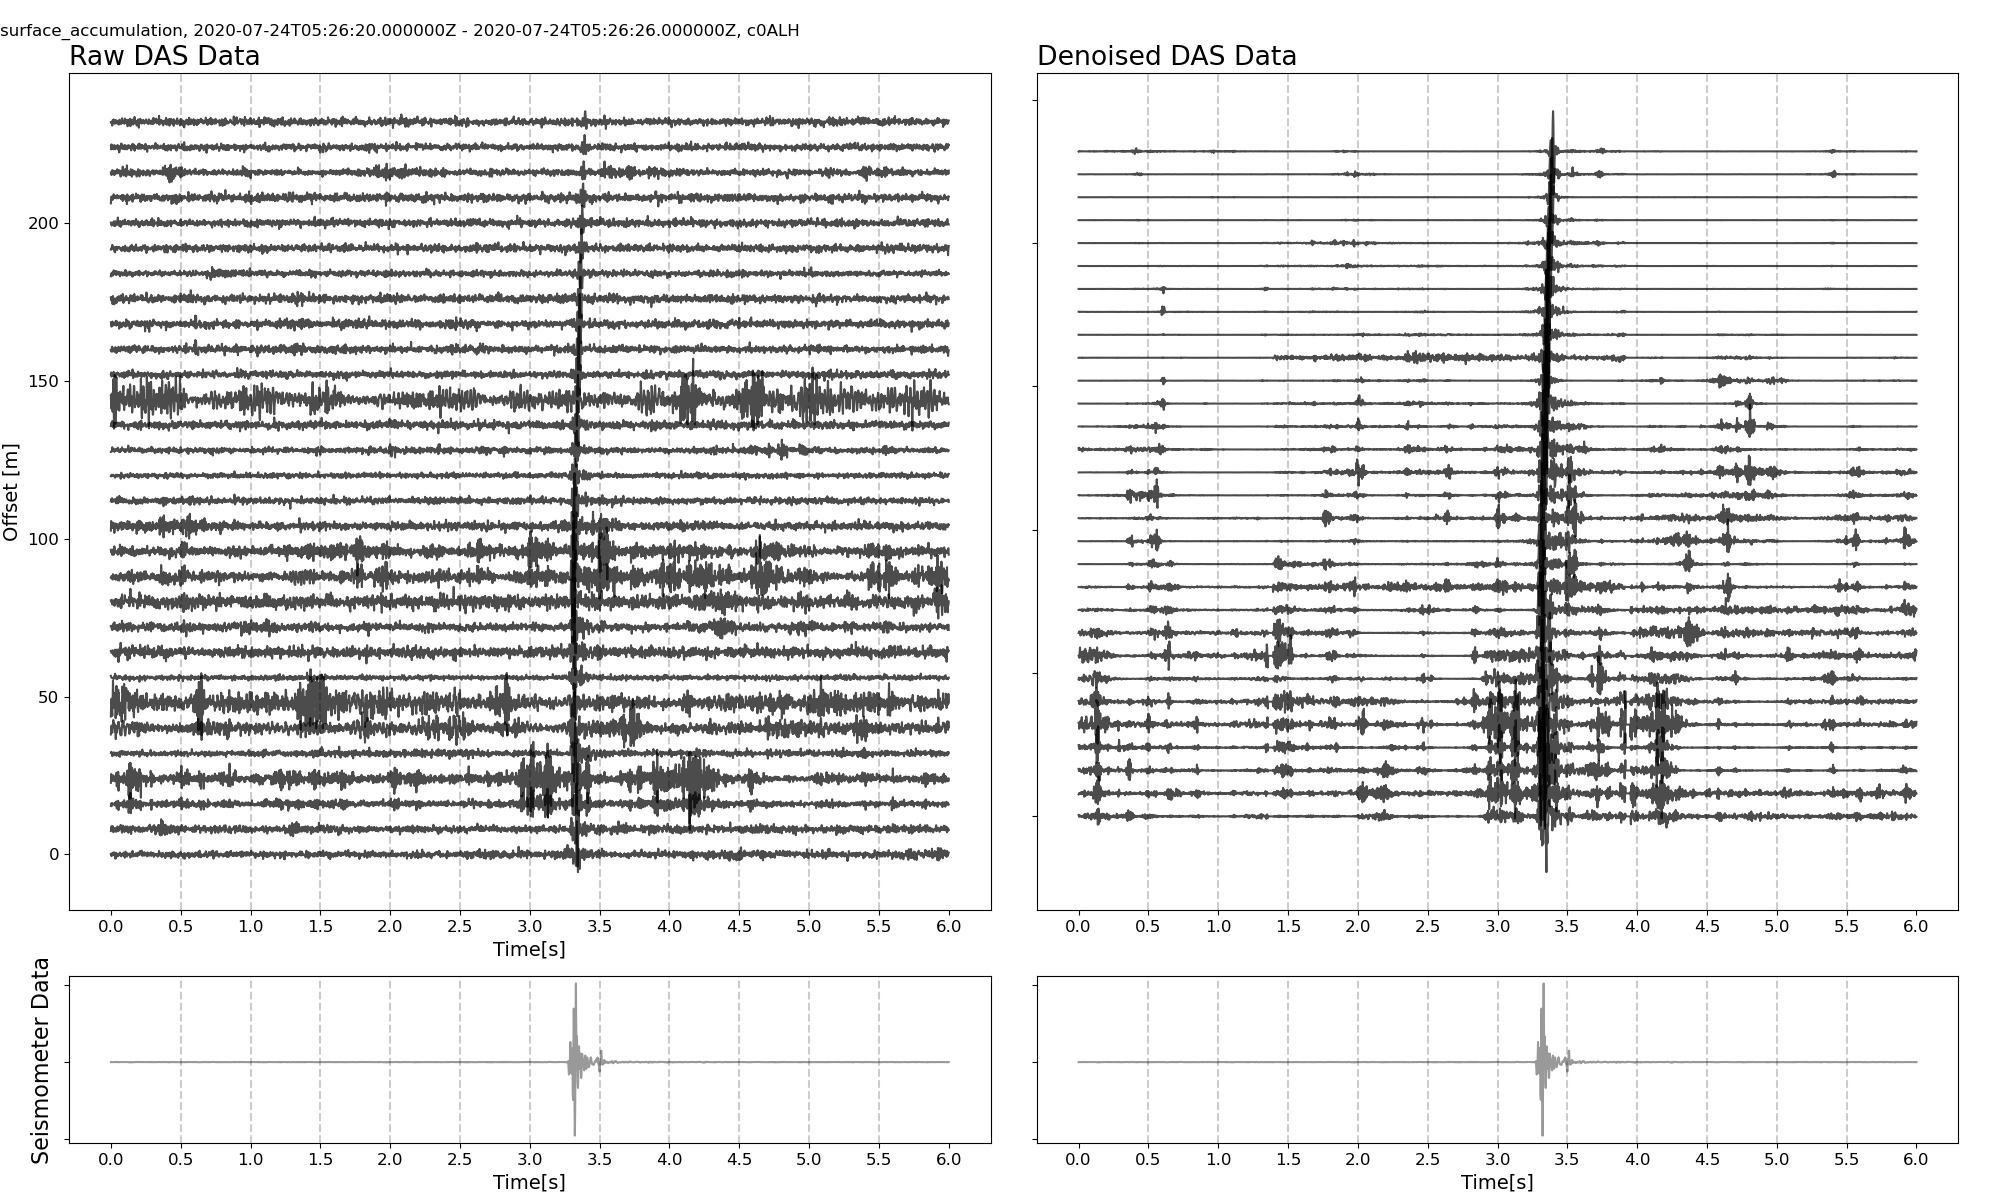 surface_accumulation, 2020-07-24T05:26:20.000000Z - 2020-07-24T05:26:26.000000Z, c0ALH
Raw DAS Data
Denoised DAS Data
Offset [m]
200
150
100
50
0
0.0 0.5 1.0 1.5 2.0 2.5 3.0 3.5 4.0 4.5 5.0 5.5 6.0
Time[s]
0.0 0.5 1.0 1.5 2.0 2.5 3.0 3.5 4.0 4.5 5.0 5.5 6.0
Seismometer Data
0.0 0.5 1.0 1.5 2.0 2.5 3.0 3.5 4.0 4.5 5.0 5.5 6.0
Time[s]
0.0 0.5 1.0 1.5 2.0 2.5 3.0 3.5 4.0 4.5 5.0 5.5 6.0
Time[s]